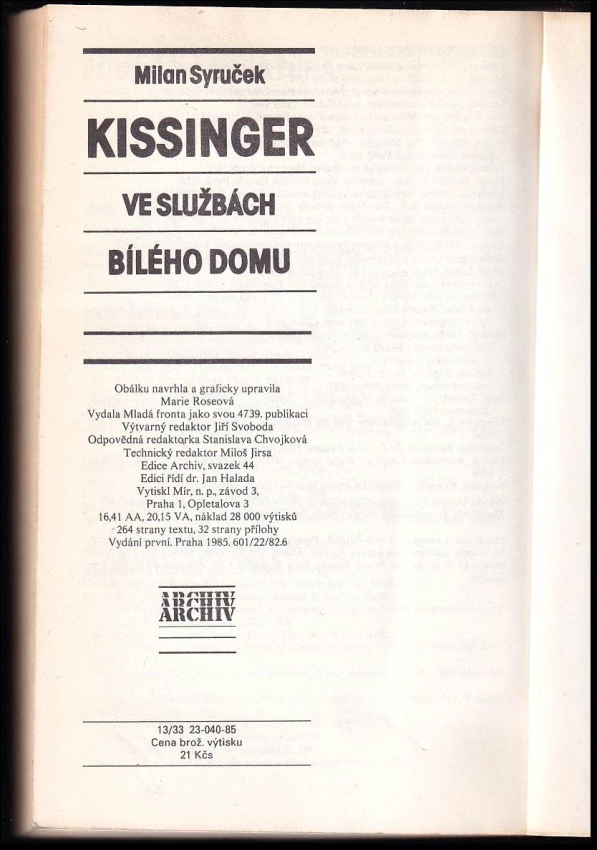 Milan Syruček
KISSINGER
VE SLUŽBÁCH
BÍLÉHO DOMU
Obálku navrhla a graficky upravila
Marie Roseová
Vydala Mladá fronta jako svou 4739. publikaci
Výtvarný redaktor Jiří Svoboda
Odpovědná redaktorka Stanislava Chvojková
Technický redaktor Miloš Jirsa
Edice Archiv, svazek 44
Edici řídí dr. Jan Halada
Vytiskl Mír, n. p., závod 3,
Praha 1, Opletalova 3
16,41 AA, 20,15 VA, náklad 28 000 výtisků
264 strany textu, 32 strany přílohy
Vydání první. Praha 1985. 601/22/82.6
ARCHIV
ARCHIV
13/33 23-040-85
Cena brož. výtisku
21 Kčs